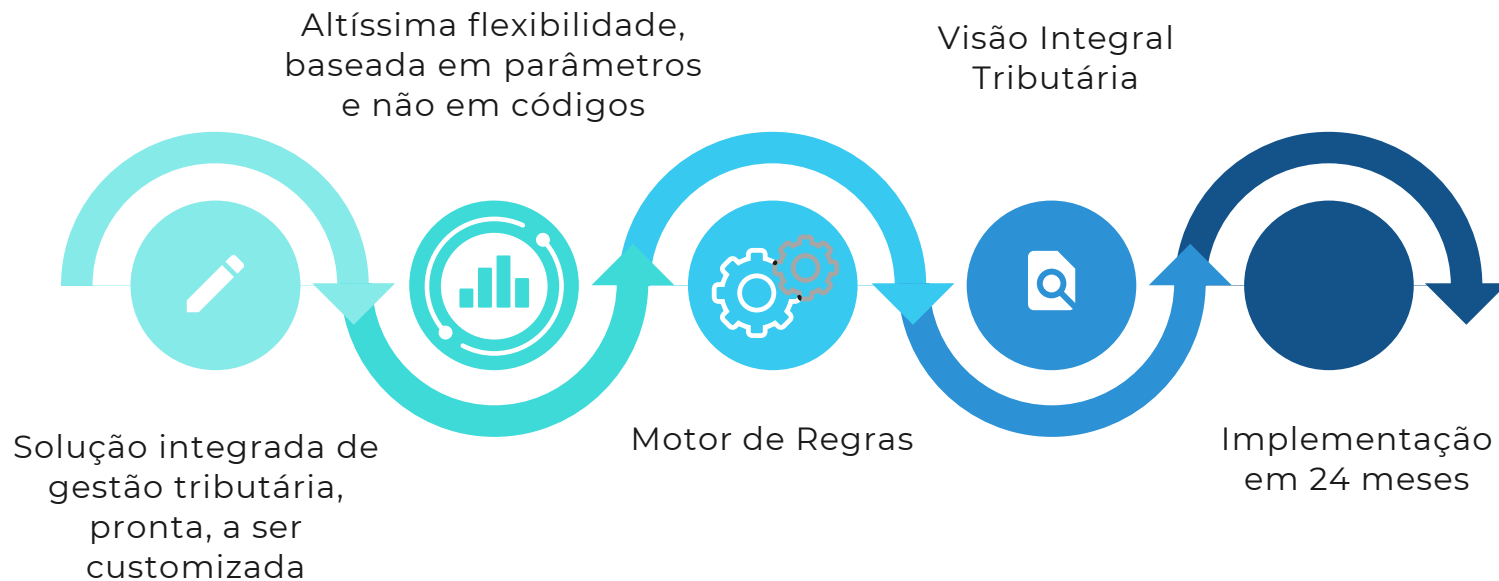 Altíssima flexibilidade,
baseada em parâmetros
e não em códigos
Visão Integral
Tributária
Solução integrada de
gestão tributária,
pronta, a ser
customizada
Motor de Regras
Implementação
em 24 meses